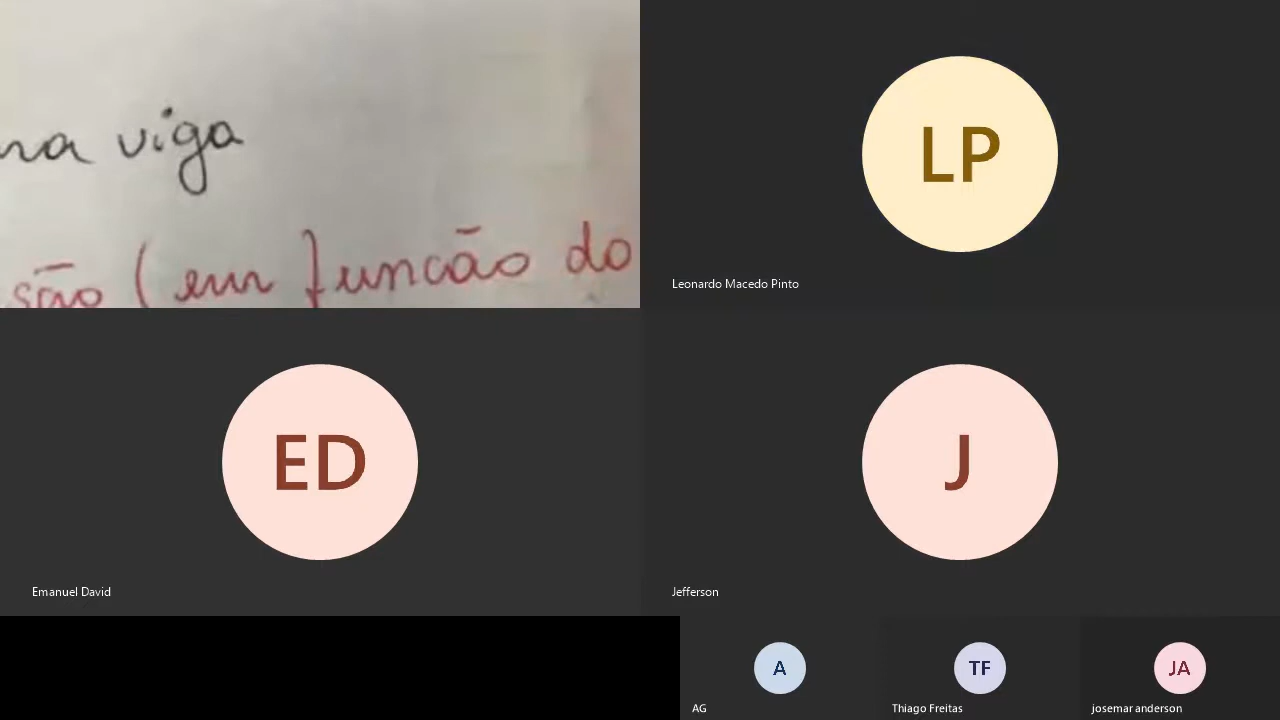 na viga
são (em função do
LP
Leonardo Macedo Pinto
ED
Emanuel David
J
Jefferson
A
AG
TF
Thiago Freitas
JA
josemar anderson